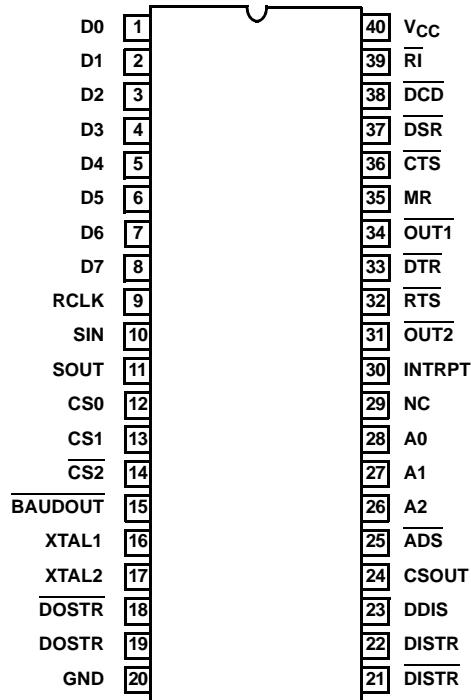 D0 1 40 VCC
D1 2 39 RI
D2 3 38 DCD
D3 4 37 DSR
D4 5 36 CTS
D5 6 35 MR
D6 7 34 OUT1
D7 8 33 DTR
RCLK 9 32 RTS
SIN 10 31 OUT2
SOUT 11 30 INTRPT
CS0 12 29 NC
CS1 13 28 A0
CS2 14 27 A1
BAUDOUT 15 26 A2
XTAL1 16 25 ADS
XTAL2 17 24 CSOUT
DOSTR 18 23 DDIS
DOSTR 19 22 DISTR
GND 20 21 DISTR